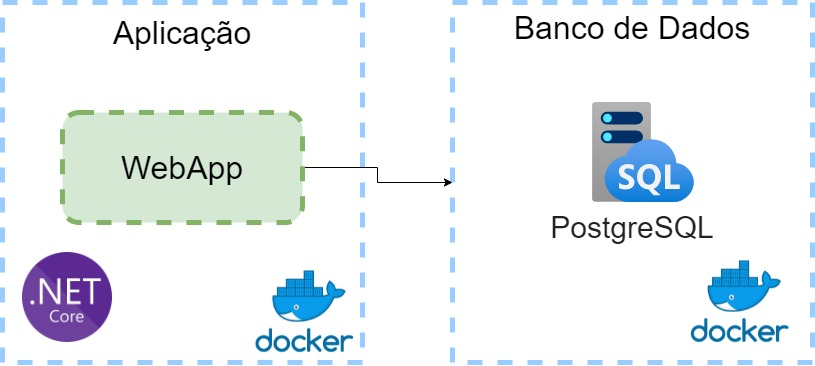 Aplicação
WebApp
.NET
Core
docker
Banco de Dados
SQL
PostgreSQL
docker